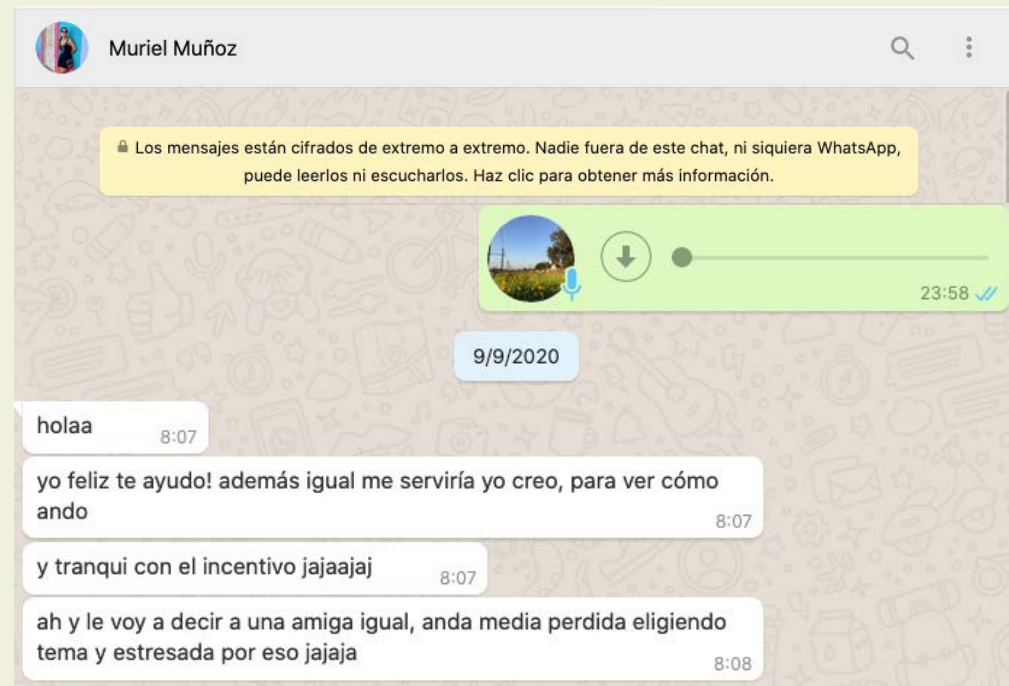 Muriel Muñoz
Los mensajes están cifrados de extremo a extremo. Nadie fuera de este chat, ni siquiera WhatsApp,
puede leerlos ni escucharlos. Haz clic para obtener más información.
23:58
9/9/2020
holaa
8:07
yo feliz te ayudo! además igual me serviría yo creo, para ver cómo
ando
8:07
y tranqui con el incentivo jajaajaj
8:07
ah y le voy a decir a una amiga igual, anda media perdida eligiendo
tema y estresada por eso jajaja
8:08